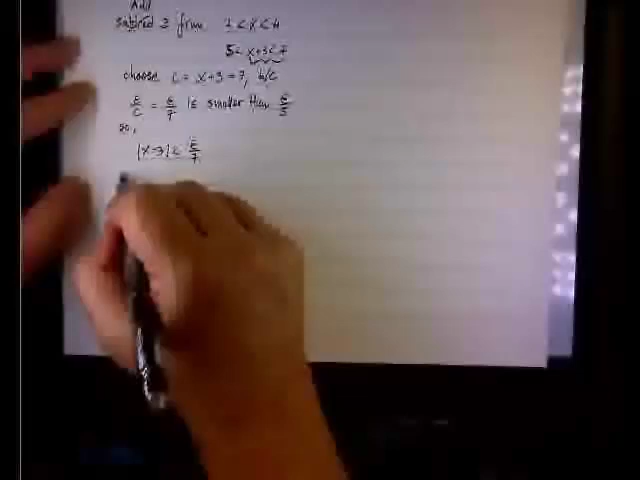 Add
subtract 3 from 2 < x < 4
5 < x+3 < 7
choose c = x+3 = 7, b/c
ε/c = ε/7 is smaller than ε/5
so,
|x-3| < ε/7